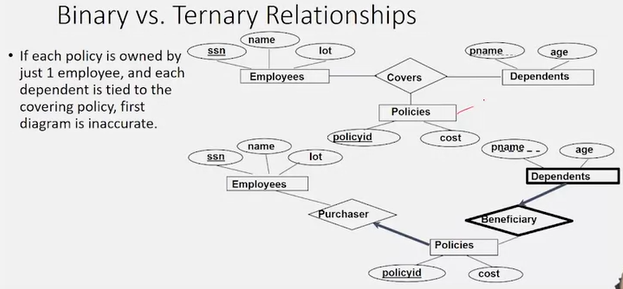 Binary vs. Ternary Relationships
• If each policy is owned by
just 1 employee, and each
dependent is tied to the
covering policy, first
diagram is inaccurate.
name
ssn
lot
Employees
Covers
pname
age
Dependents
Policies
policyid
cost
name
ssn
lot
Employees
Purchaser
pname
age
Dependents
Beneficiary
Policies
policyid
cost